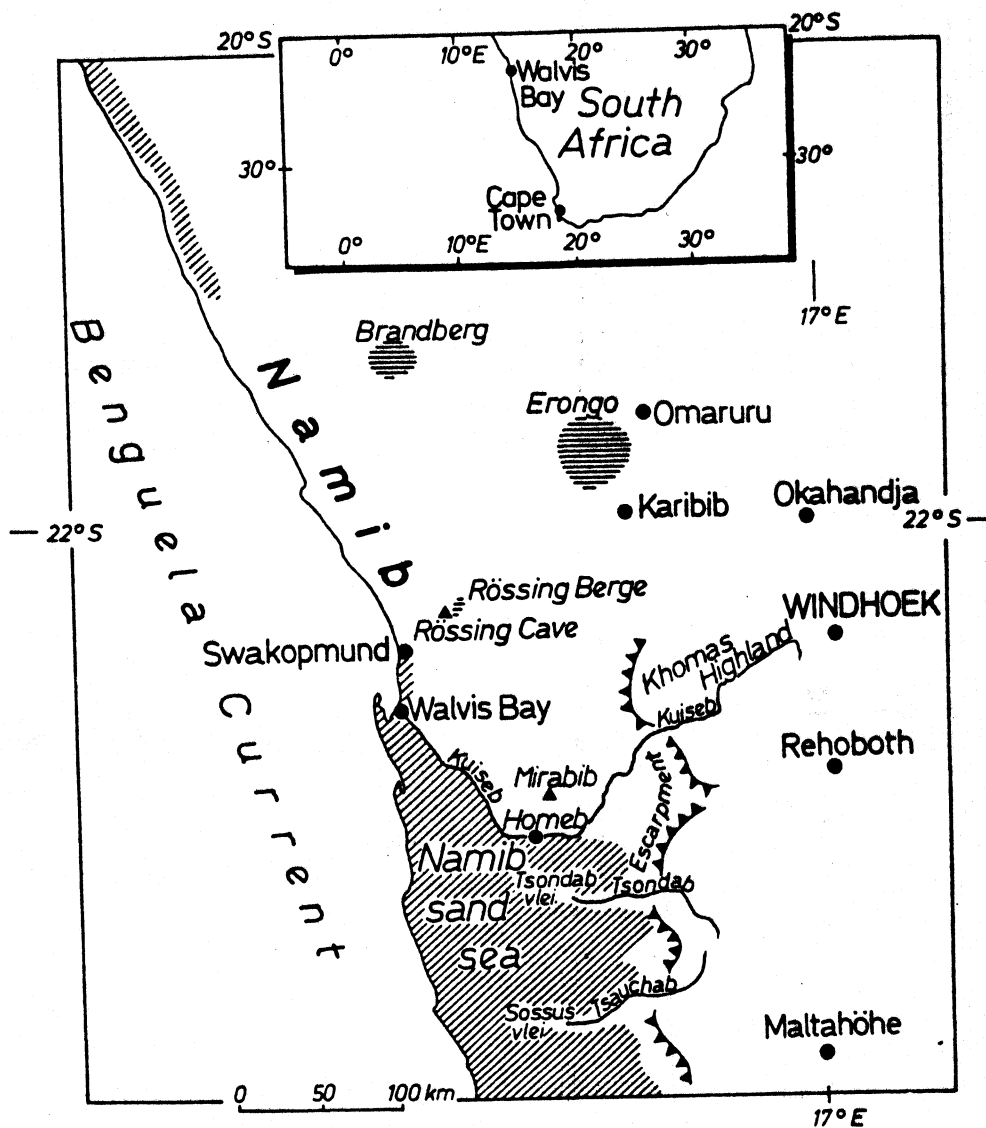 20°S
20°S
0°
10°E
20°
30°
Walvis
Bay
South
Africa
30°
30°
Cape
Town
0°
10°E
20°
30°
17°E
Brandberg
Namib
Benguela Current
Erongo
Omaruru
Karibib
Okahandja
22°S
22°S
Rössing Berge
Rössing Cave
WINDHOEK
Swakopmund
Khomas
Highland
Walvis Bay
Kuiseb
Rehoboth
Kuiseb
Mirabib
Escarpment
Homeb
Namib
sand
sea
Tsondab
vlei
Tsondab
Sossus
vlei
Tsauchab
Maltahöhe
0 50 100 km
17°E